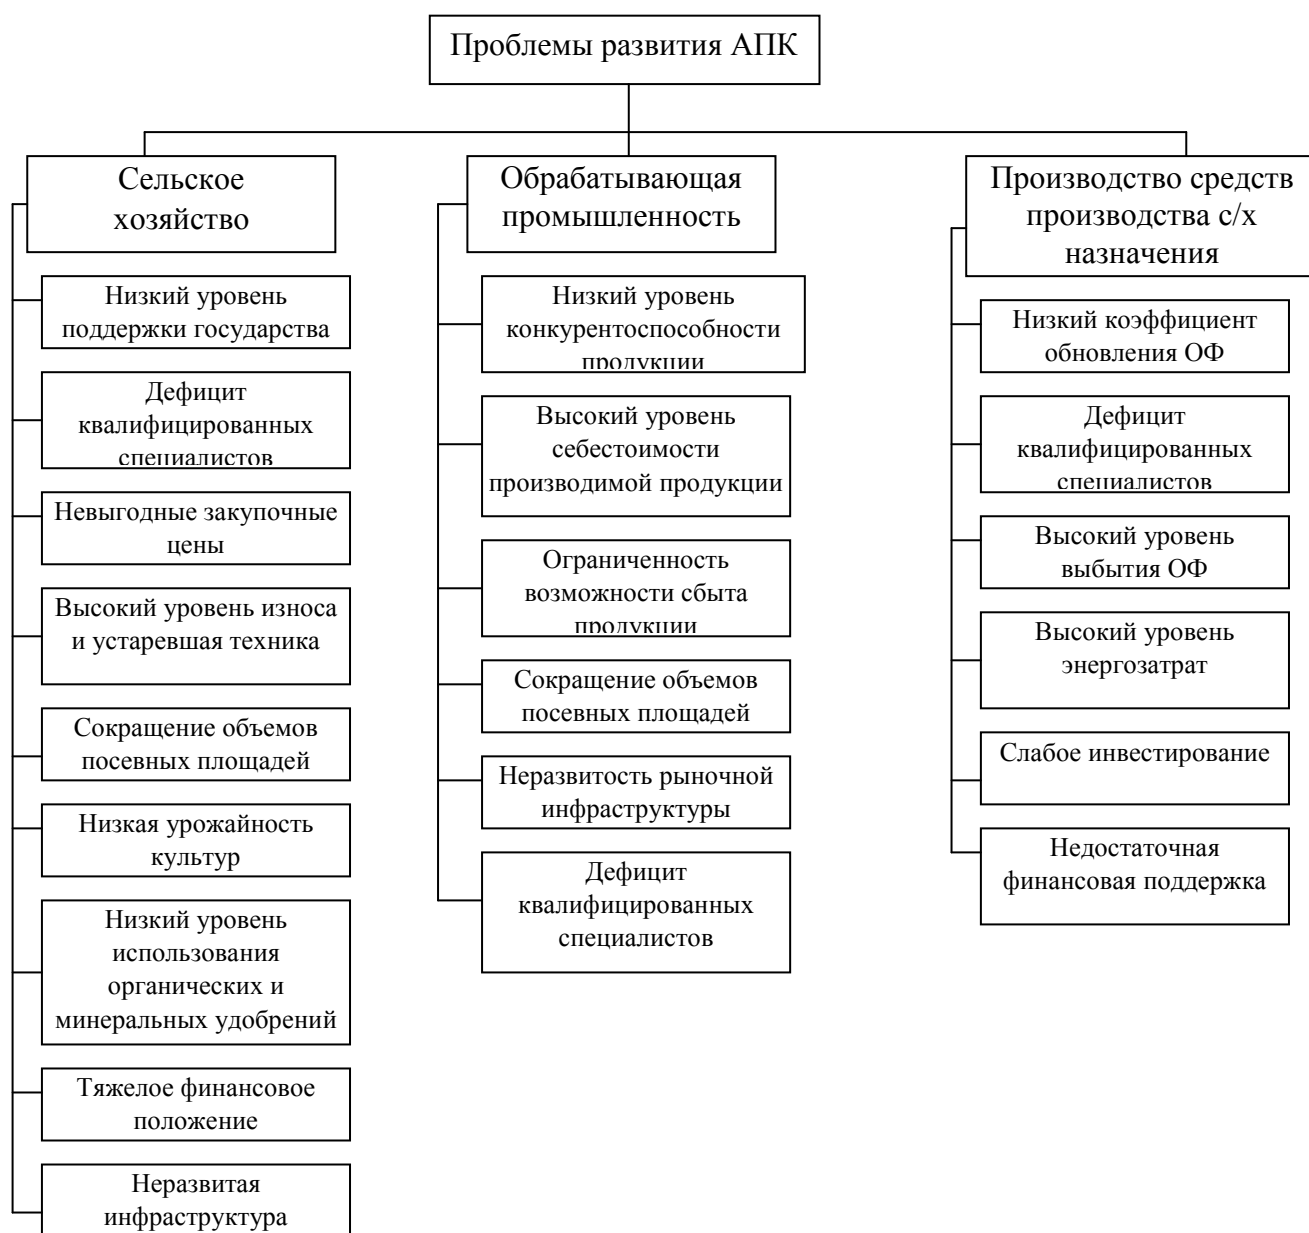 Проблемы развития АПК
Сельское
хозяйство
Низкий уровень
поддержки государства
Дефицит
квалифицированных
специалистов
Невыгодные закупочные
цены
Высокий уровень износа
и устаревшая техника
Сокращение объемов
посевных площадей
Низкая урожайность
культур
Низкий уровень
использования
органических и
минеральных удобрений
Тяжелое финансовое
положение
Неразвитая
инфраструктура
Обрабатывающая
промышленность
Низкий уровень
конкурентоспособности
продукции
Высокий уровень
себестоимости
производимой продукции
Ограниченность
возможности сбыта
продукции
Сокращение объемов
посевных площадей
Неразвитость рыночной
инфраструктуры
Дефицит
квалифицированных
специалистов
Производство средств
производства с/х
назначения
Низкий коэффициент
обновления ОФ
Дефицит
квалифицированных
специалистов
Высокий уровень
выбытия ОФ
Высокий уровень
энергозатрат
Слабое инвестирование
Недостаточная
финансовая поддержка